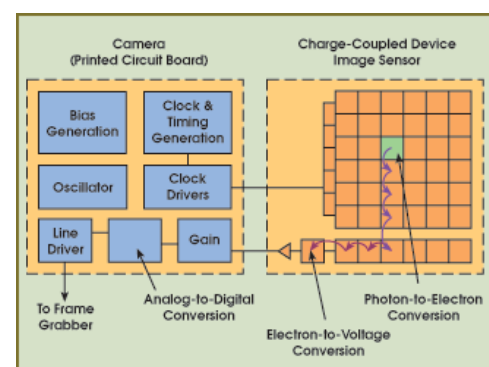 Camera
(Printed Circuit Board)
Charge-Coupled Device
Image Sensor
Bias
Generation
Clock &
Timing
Generation
Oscillator
Clock
Drivers
Line
Driver
Gain
To Frame
Grabber
Analog-to-Digital
Conversion
Photon-to-Electron
Conversion
Electron-to-Voltage
Conversion